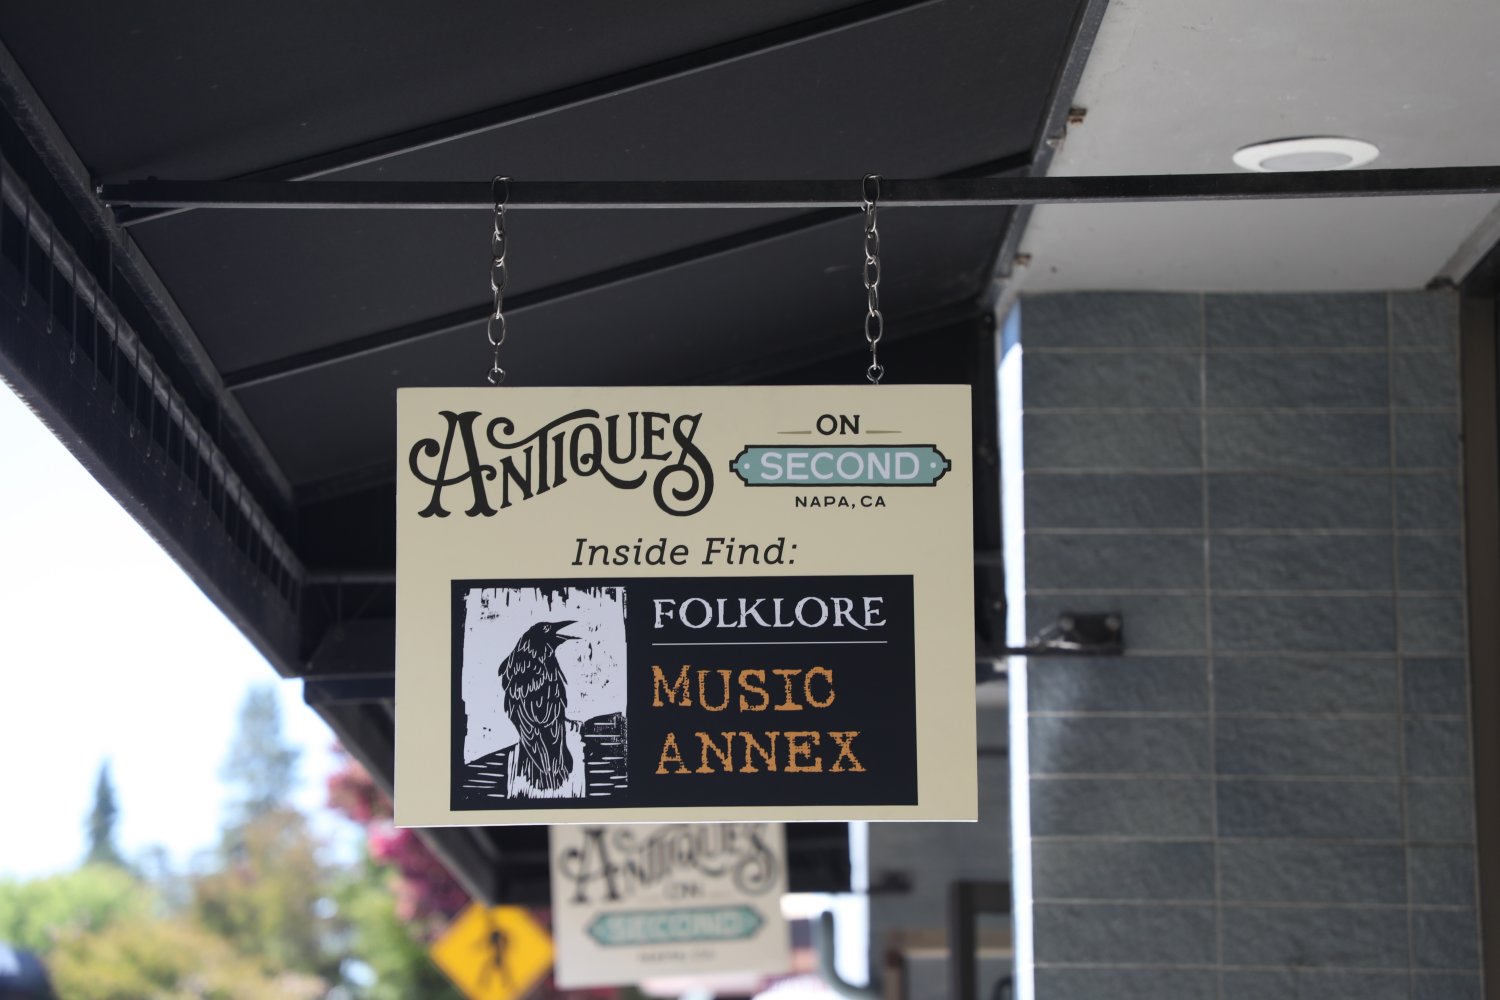 ANTIQUES
ON
SECOND
NAPA, CA
Inside Find:
FOLKLORE
MUSIC
ANNEX
ANTIQUES
ON
SECOND